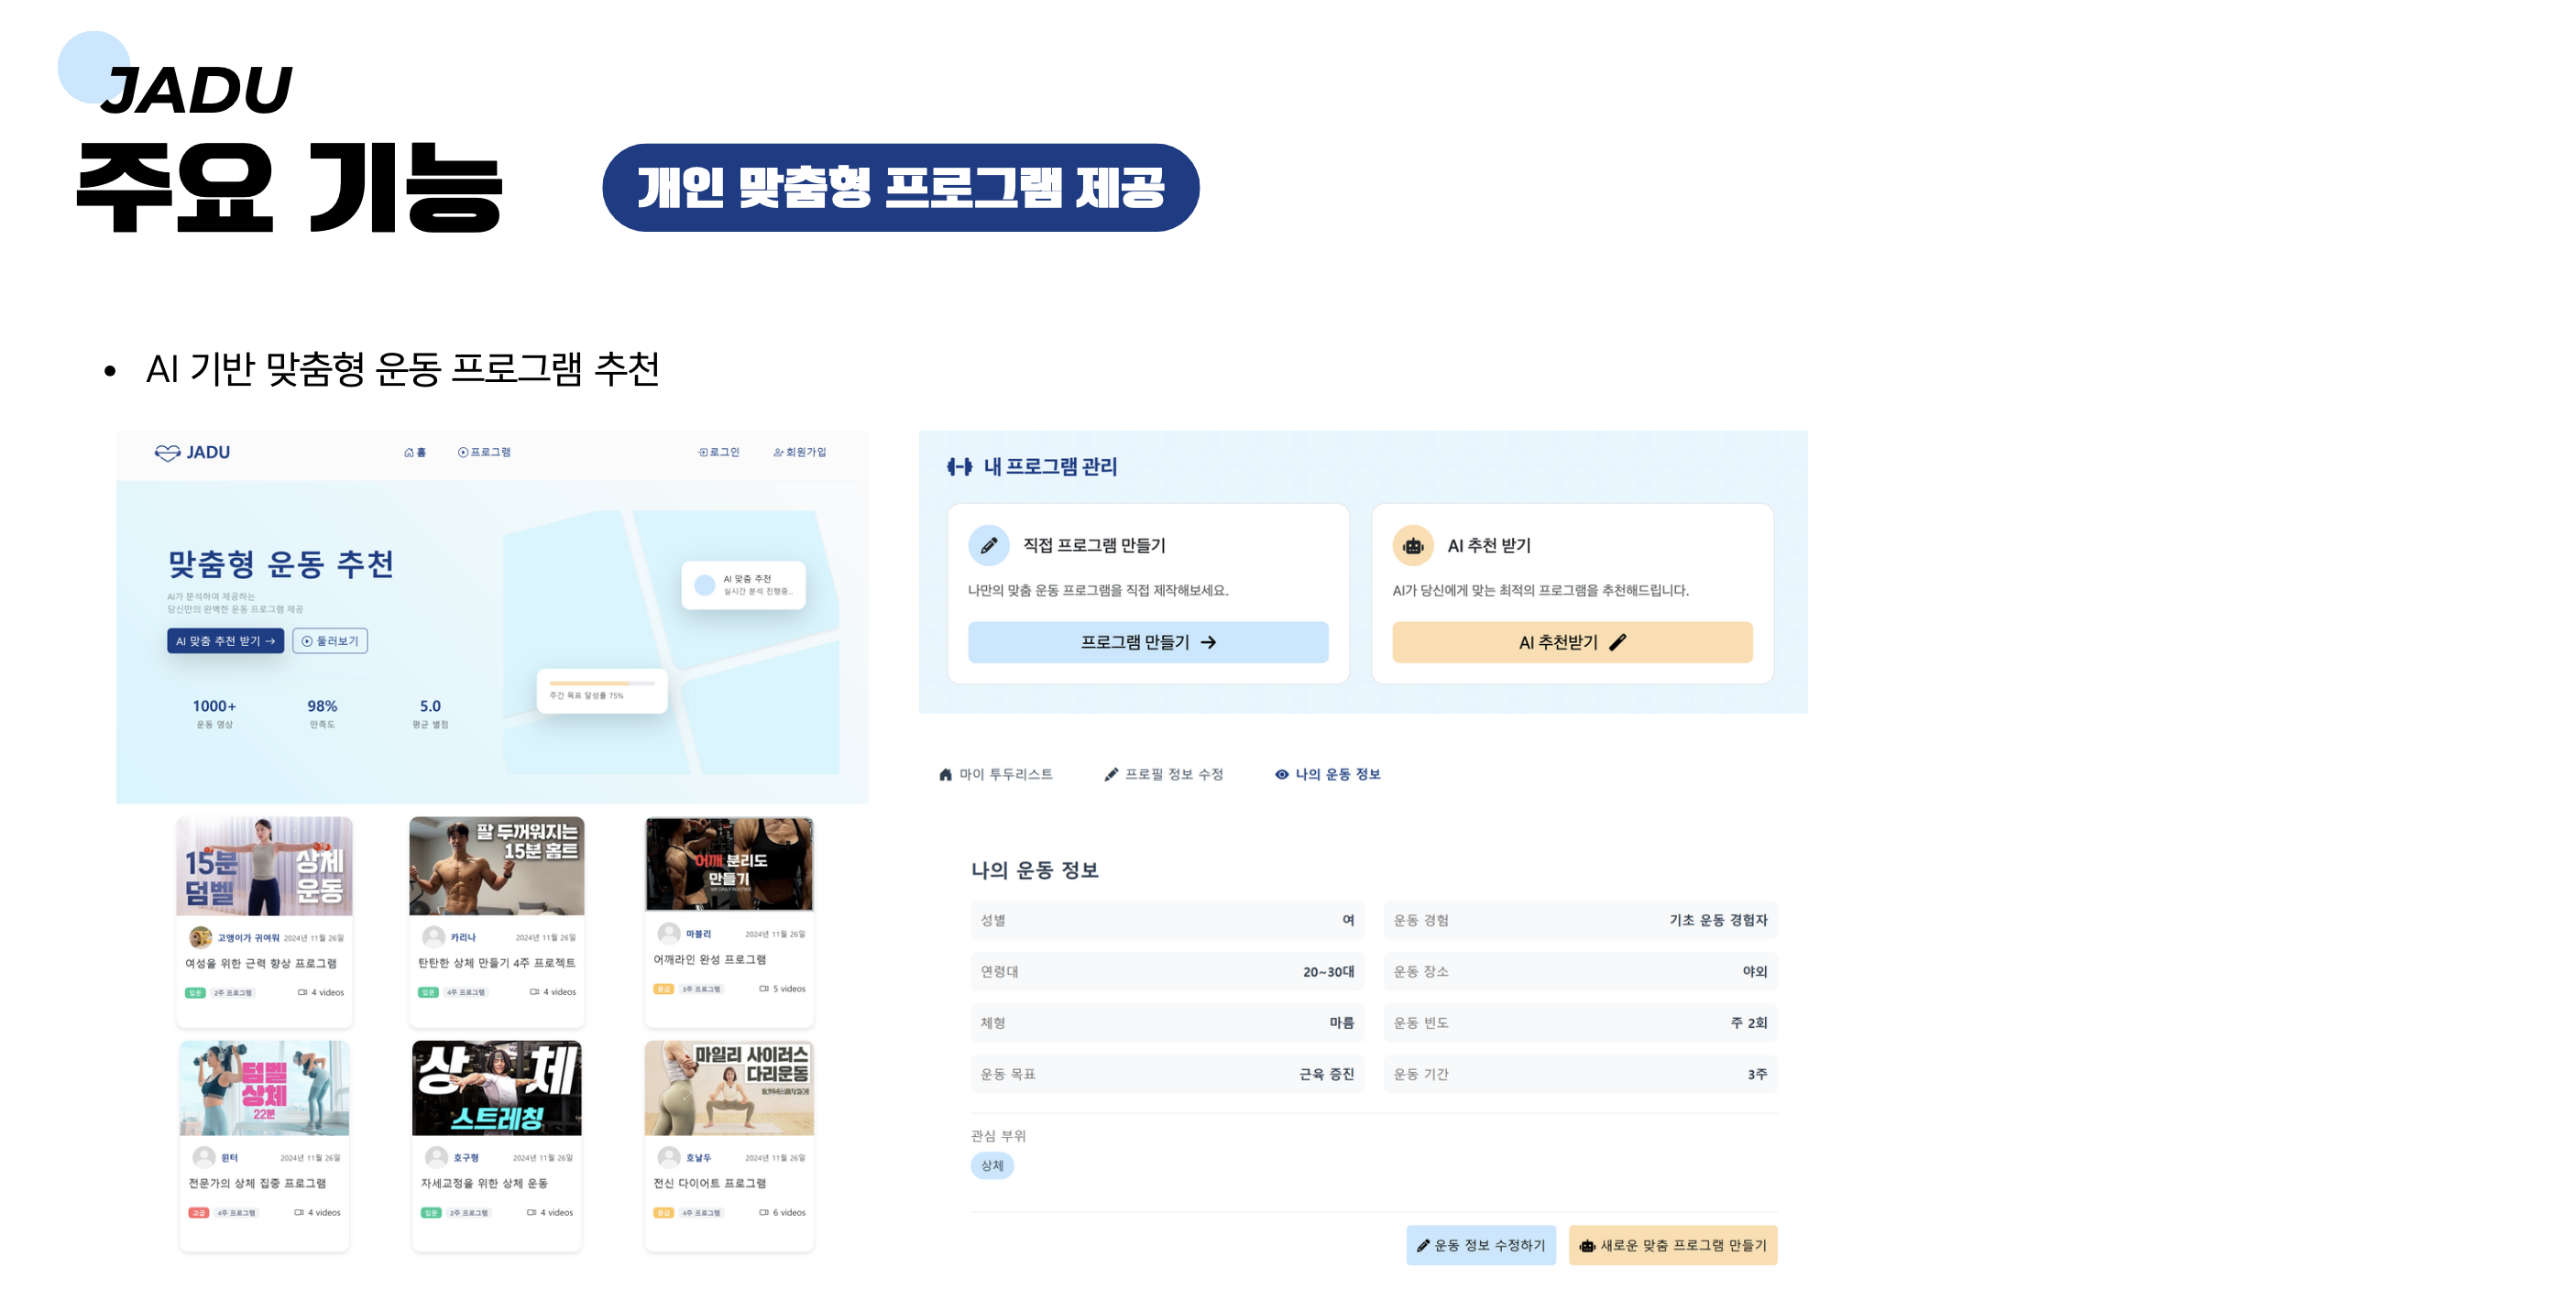 JADU
주요 기능
개인 맞춤형 프로그램 제공
• AI 기반 맞춤형 운동 프로그램 추천
JADU
홈
프로그램
로그인
회원가입
맞춤형 운동 추천
AI가 분석하여 제공하는
당신만의 완벽한 운동 프로그램 제공
AI 맞춤 추천 받기 →
둘러보기
1000+
운동 영상
98%
만족도
5.0
평균 별점
AI 맞춤 추천
실시간 분석 진행중...
주간 목표 달성률 75%
15분 덤벨
상체 운동
고앵이가 귀여워 2024년 11월 26일
여성을 위한 근력 향상 프로그램
입문 2주 프로그램 4 videos
팔 두꺼워지는
15분 홈트
카리나 2024년 11월 26일
탄탄한 상체 만들기 4주 프로젝트
입문 4주 프로그램 4 videos
어깨 분리도
만들기
MY DAILY ROUTINE
마블리 2024년 11월 26일
어깨라인 완성 프로그램
중급 3주 프로그램 5 videos
덤벨
상체
22분
윈터 2024년 11월 26일
전문가의 상체 집중 프로그램
고급 4주 프로그램 4 videos
상체
스트레칭
호구형 2024년 11월 26일
자세교정을 위한 상체 운동
입문 2주 프로그램 4 videos
마일리 사이러스
다리운동
호날두 2024년 11월 26일
전신 다이어트 프로그램
중급 4주 프로그램 6 videos
내 프로그램 관리
직접 프로그램 만들기
나만의 맞춤 운동 프로그램을 직접 제작해보세요.
프로그램 만들기 →
AI 추천 받기
AI가 당신에게 맞는 최적의 프로그램을 추천해드립니다.
AI 추천받기
마이 투두리스트
프로필 정보 수정
나의 운동 정보
나의 운동 정보
성별 여
운동 경험 기초 운동 경험자
연령대 20~30대
운동 장소 야외
체형 마름
운동 빈도 주 2회
운동 목표 근육 증진
운동 기간 3주
관심 부위
상체
운동 정보 수정하기
새로운 맞춤 프로그램 만들기